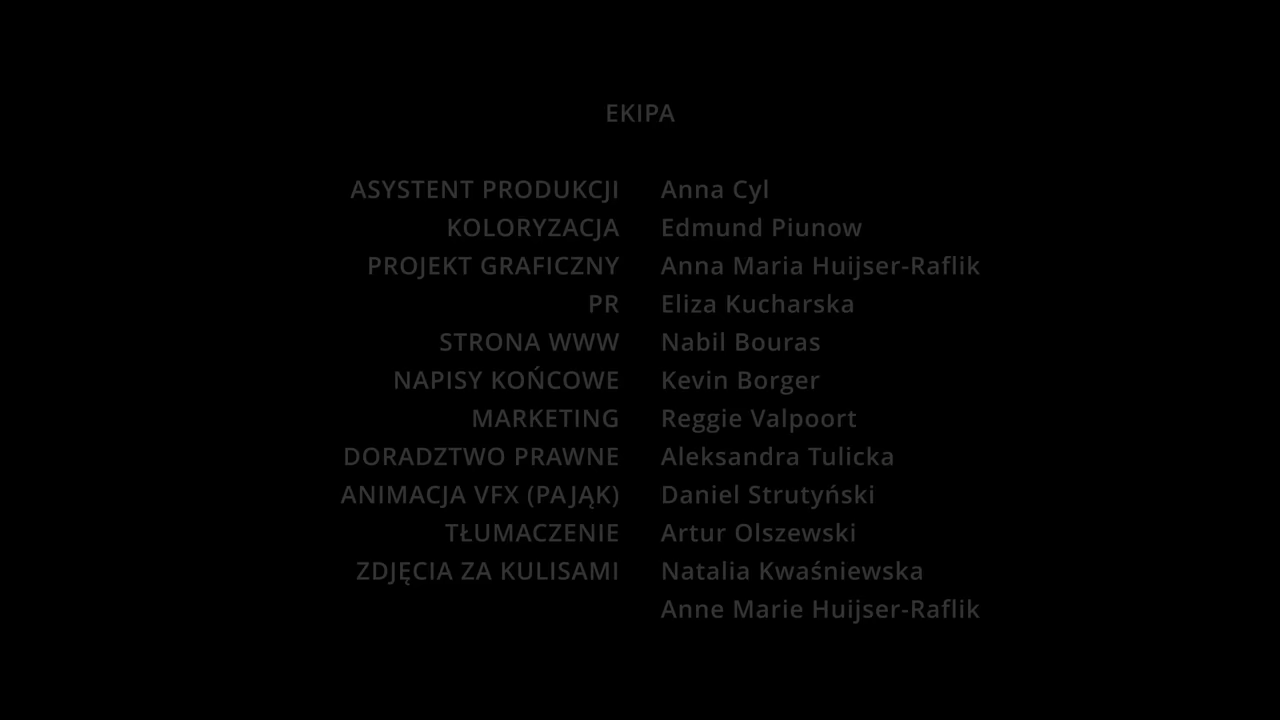 EKIPA
ASYSTENT PRODUKCJI Anna Cyl
KOLORYZACJA Edmund Piunow
PROJEKT GRAFICZNY Anna Maria Huijser-Raflik
PR Eliza Kucharska
STRONA WWW Nabil Bouras
NAPISY KOŃCOWE Kevin Borger
MARKETING Reggie Valpoort
DORADZTWO PRAWNE Aleksandra Tulicka
ANIMACJA VFX (PAJĄK) Daniel Strutyński
TŁUMACZENIE Artur Olszewski
ZDJĘCIA ZA KULISAMI Natalia Kwaśniewska
Anne Marie Huijser-Raflik